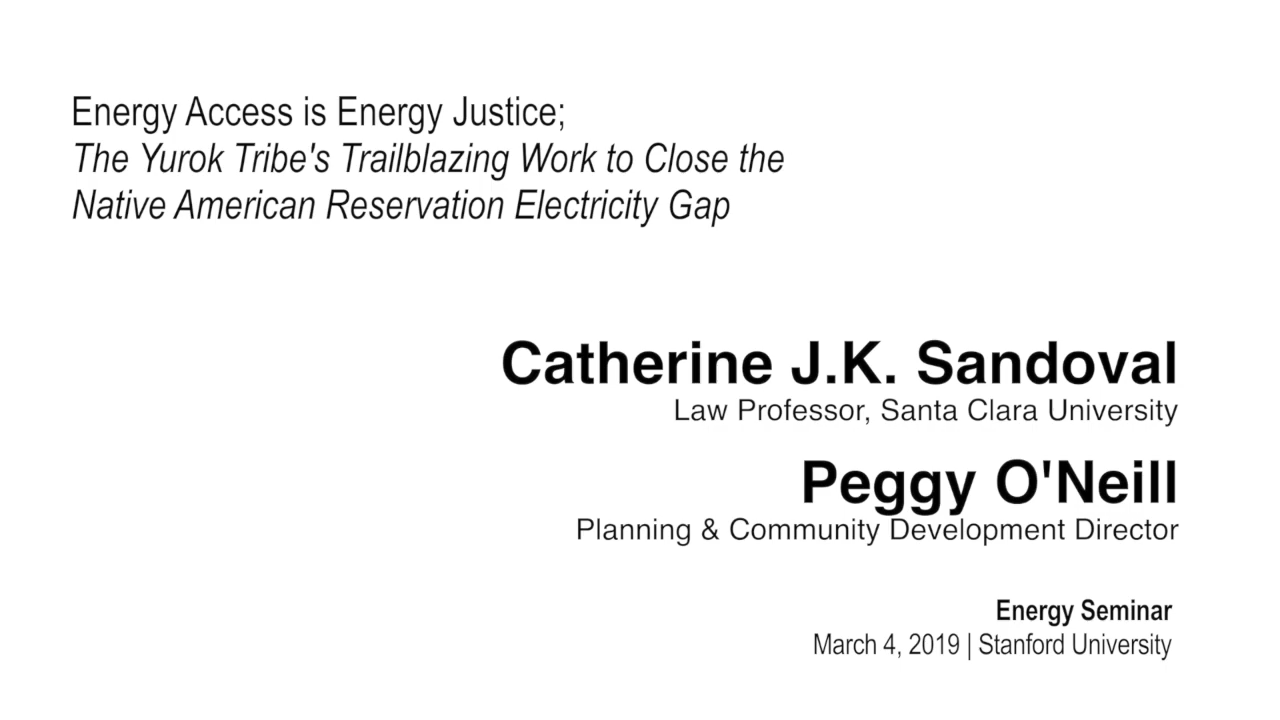 Energy Access is Energy Justice;
The Yurok Tribe's Trailblazing Work to Close the
Native American Reservation Electricity Gap
Catherine J.K. Sandoval
Law Professor, Santa Clara University
Peggy O'Neill
Planning & Community Development Director
Energy Seminar
March 4, 2019 | Stanford University